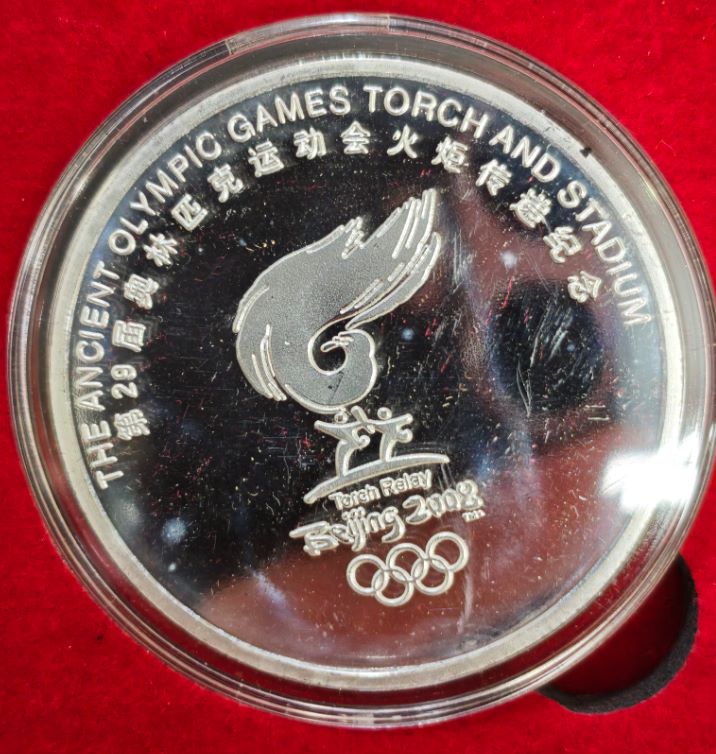 THE ANCIENT OLYMPIC GAMES TORCH AND STADIUM
第29届奥林匹克运动会火炬传递纪念
Torch Relay
Beijing 2008
TM